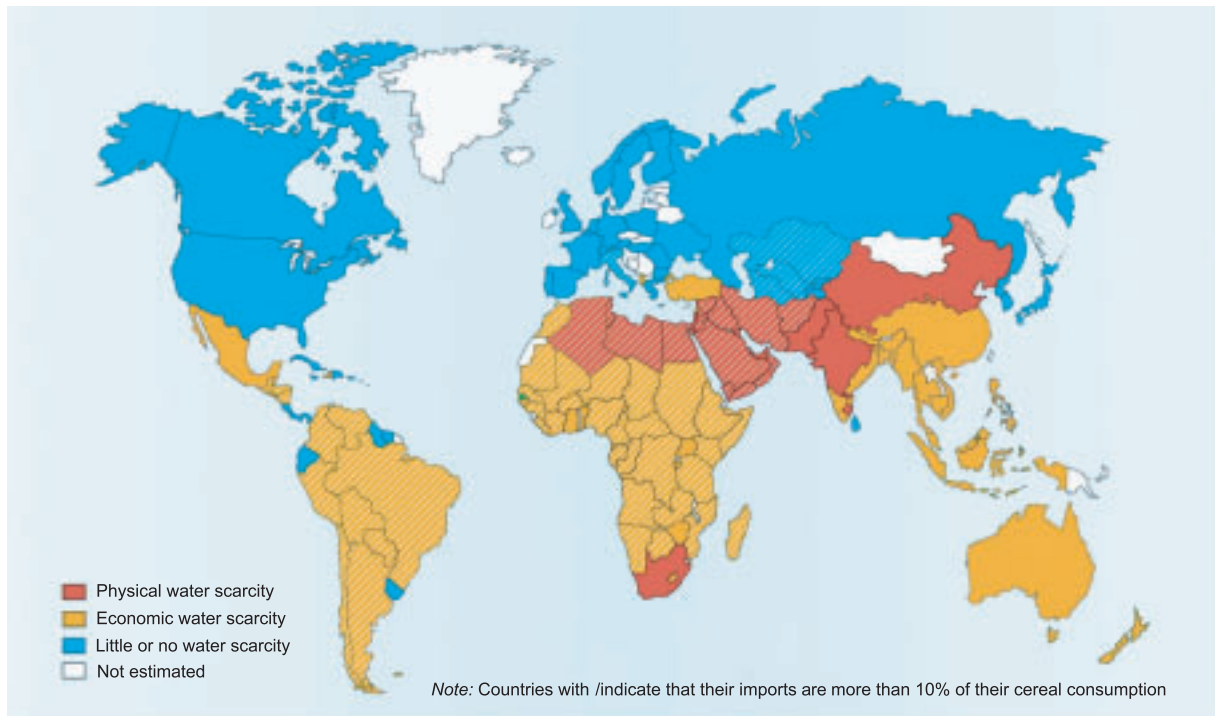 Physical water scarcity
Economic water scarcity
Little or no water scarcity
Not estimated
Note: Countries with /indicate that their imports are more than 10% of their cereal consumption